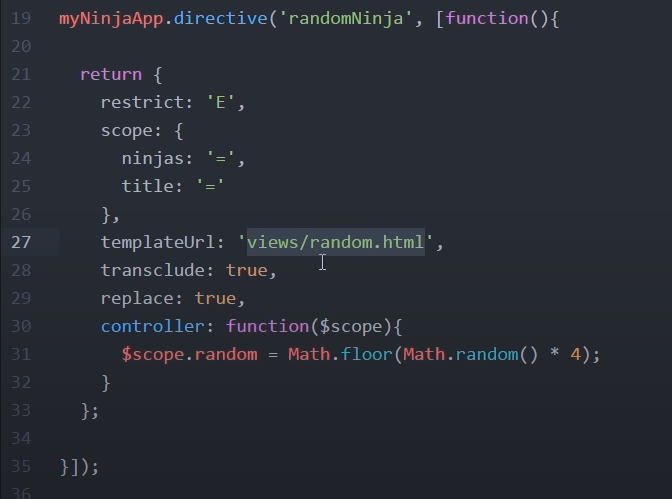 19 myNinjaApp.directive('randomNinja', [function(){
20
21 return {
22 restrict: 'E',
23 scope: {
24 ninjas: '=',
25 title: '='
26 },
27 templateUrl: 'views/random.html',
28 transclude: true,
29 replace: true,
30 controller: function($scope){
31 $scope.random = Math.floor(Math.random() * 4);
32 }
33 };
34
35 }]);
36